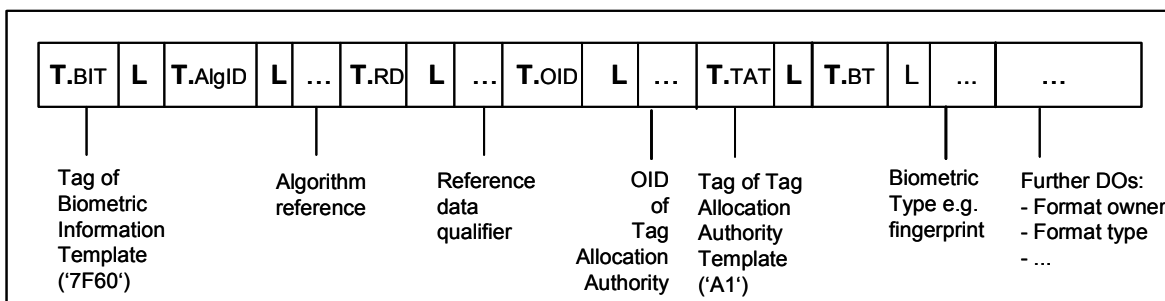 T.BIT L T.AlgID L ... T.RD L ... T.OID L ... T.TAT L T.BT L ... ...
Tag of
Biometric
Information
Template
(‘7F60‘)
Algorithm
reference
Reference
data
qualifier
OID
of
Tag
Allocation
Authority
Tag of Tag
Allocation
Authority
Template
(‘A1‘)
Biometric
Type e.g.
fingerprint
Further DOs:
- Format owner
- Format type
- ...